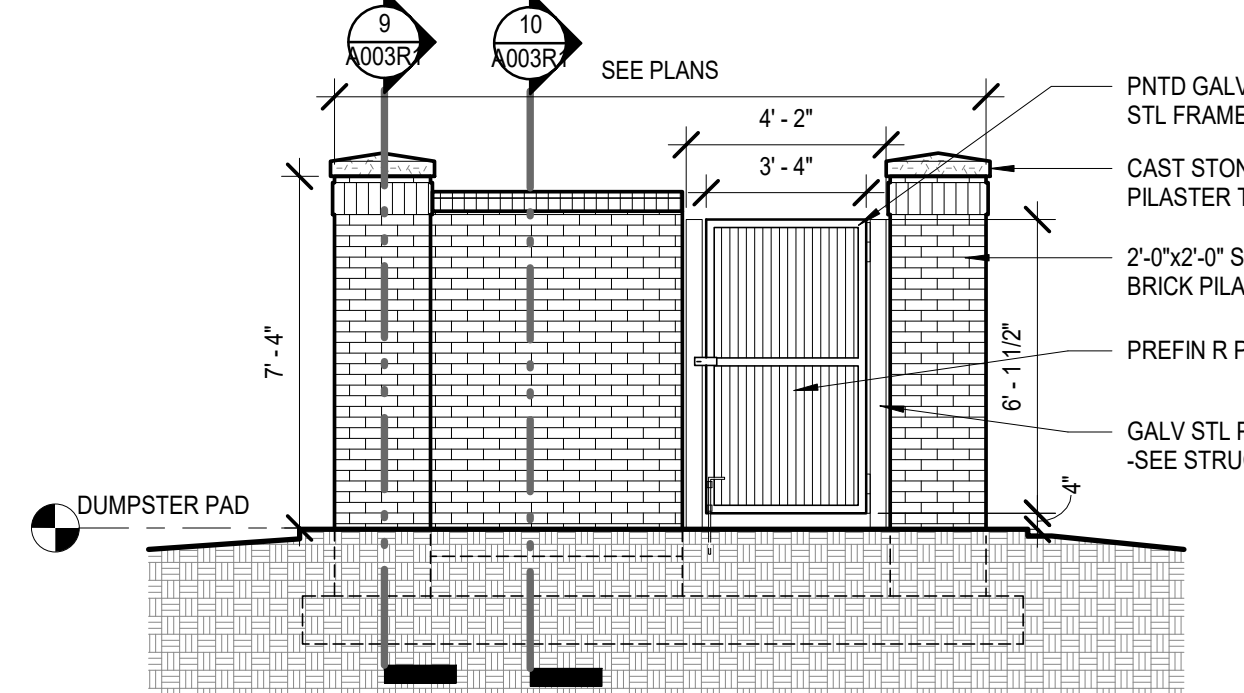 9
A003R1
10
A003R1
SEE PLANS
4' - 2"
3' - 4"
PNTD GALV
STL FRAME
CAST STON
PILASTER T
2'-0"x2'-0" S
BRICK PILA
PREFIN R P
GALV STL P
-SEE STRU
7' - 4"
6' - 1 1/2"
4"
DUMPSTER PAD